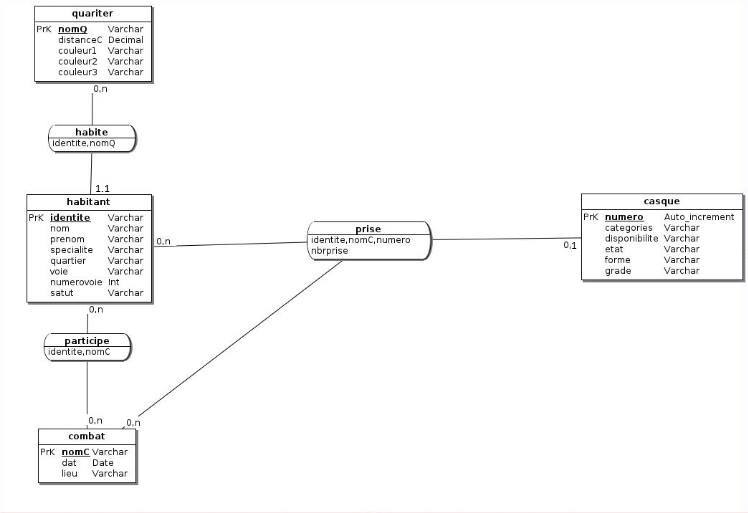 quariter
PrK nomQ Varchar
distanceC Decimal
couleur1 Varchar
couleur2 Varchar
couleur3 Varchar
0,n
habite
identite,nomQ
1,1
habitant
PrK identite Varchar
nom Varchar
prenom Varchar
specialite Varchar
quartier Varchar
voie Varchar
numerovoie Int
satut Varchar
0,n
prise
identite,nomC,numero
nbrprise
0,1
casque
PrK numero Auto_increment
categories Varchar
disponibilite Varchar
etat Varchar
forme Varchar
grade Varchar
0,n
participe
identite,nomC
0,n
0,n
combat
PrK nomC Varchar
dat Date
lieu Varchar